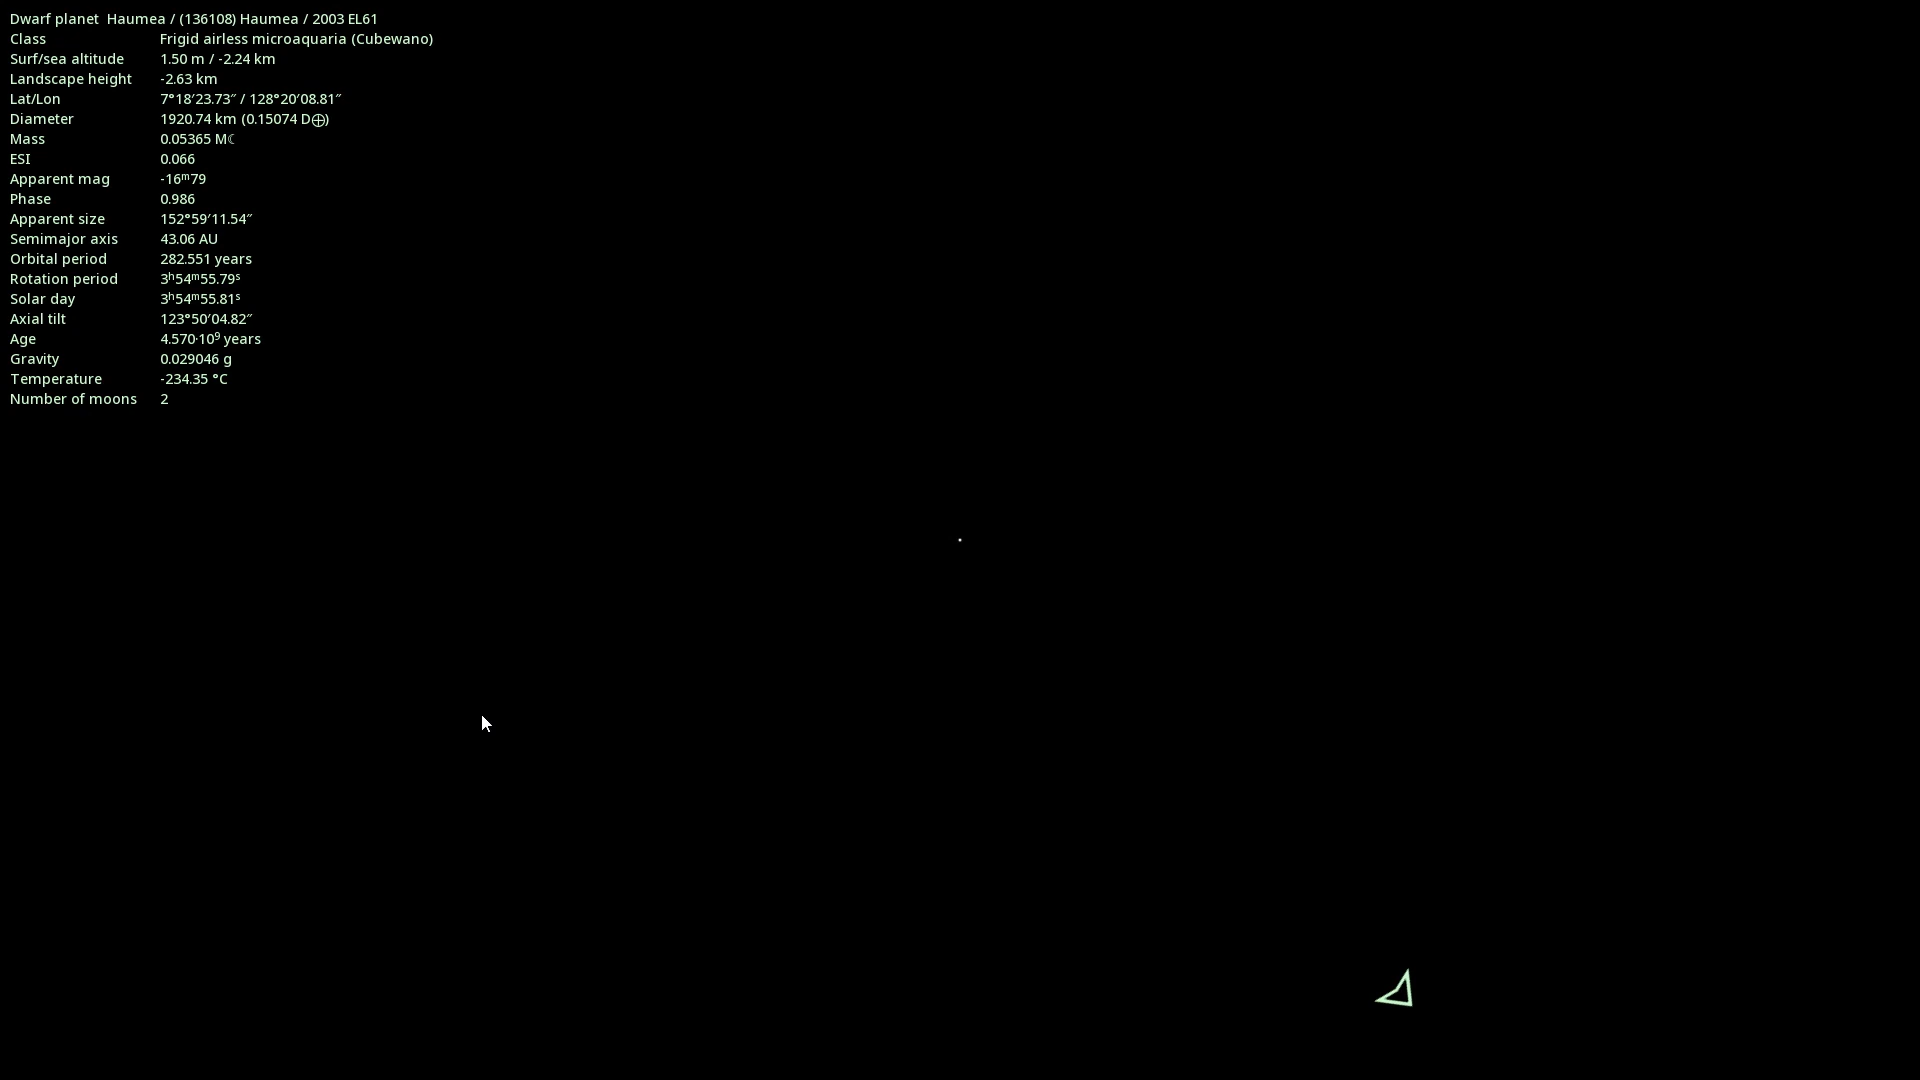 Dwarf planet Haumea / (136108) Haumea / 2003 EL61
Class Frigid airless microaquaria (Cubewano)
Surf/sea altitude 1.50 m / -2.24 km
Landscape height -2.63 km
Lat/Lon 7°18′23.73″ / 128°20′08.81″
Diameter 1920.74 km (0.15074 D⊕)
Mass 0.05365 M☾
ESI 0.066
Apparent mag -16ᵐ79
Phase 0.986
Apparent size 152°59′11.54″
Semimajor axis 43.06 AU
Orbital period 282.551 years
Rotation period 3ʰ54ᵐ55.79ˢ
Solar day 3ʰ54ᵐ55.81ˢ
Axial tilt 123°50′04.82″
Age 4.570·10⁹ years
Gravity 0.029046 g
Temperature -234.35 °C
Number of moons 2